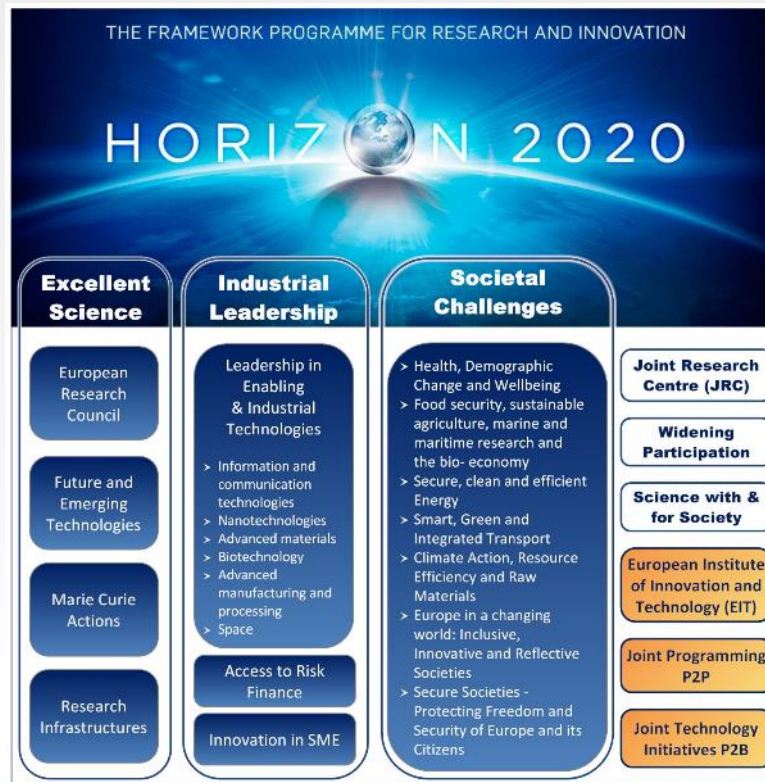 THE FRAMEWORK PROGRAMME FOR RESEARCH AND INNOVATION
HORIZON 2020
Excellent
Science
European
Research
Council
Future and
Emerging
Technologies
Marie Curie
Actions
Research
Infrastructures
Industrial
Leadership
Leadership in
Enabling
& Industrial
Technologies
➢ Information and
communication
technologies
➢ Nanotechnologies
➢ Advanced materials
➢ Biotechnology
➢ Advanced
manufacturing and
processing
➢ Space
Access to Risk
Finance
Innovation in SME
Societal
Challenges
➢ Health, Demographic
Change and Wellbeing
➢ Food security, sustainable
agriculture, marine and
maritime research and
the bio- economy
➢ Secure, clean and efficient
Energy
➢ Smart, Green and
Integrated Transport
➢ Climate Action, Resource
Efficiency and Raw
Materials
➢ Europe in a changing
world: Inclusive,
Innovative and Reflective
Societies
➢ Secure Societies -
Protecting Freedom and
Security of Europe and its
Citizens
Joint Research
Centre (JRC)
Widening
Participation
Science with &
for Society
European Institute
of Innovation and
Technology (EIT)
Joint Programming
P2P
Joint Technology
Initiatives P2B